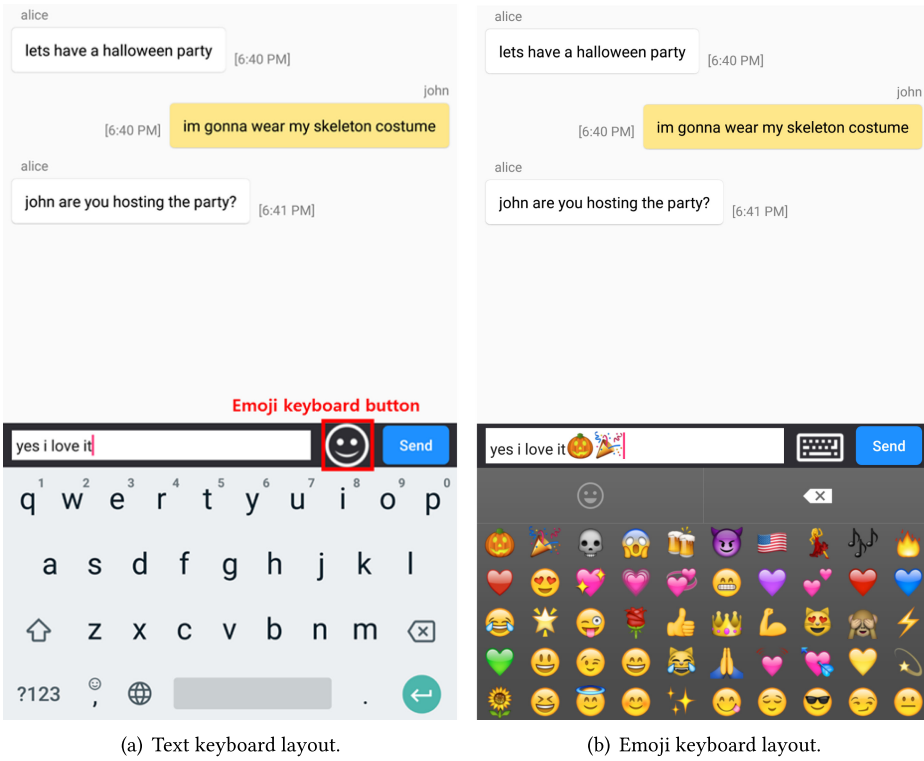 alice
lets have a halloween party
[6:40 PM]
john
[6:40 PM]
im gonna wear my skeleton costume
alice
john are you hosting the party?
[6:41 PM]
Emoji keyboard button
yes i love it
Send
1 2 3 4 5 6 7 8 9 0
q w e r t y u i o p
a s d f g h j k l
z x c v b n m
?123 , .
(a) Text keyboard layout.
alice
lets have a halloween party
[6:40 PM]
john
[6:40 PM]
im gonna wear my skeleton costume
alice
john are you hosting the party?
[6:41 PM]
yes i love it🎃🎉
Send
(b) Emoji keyboard layout.